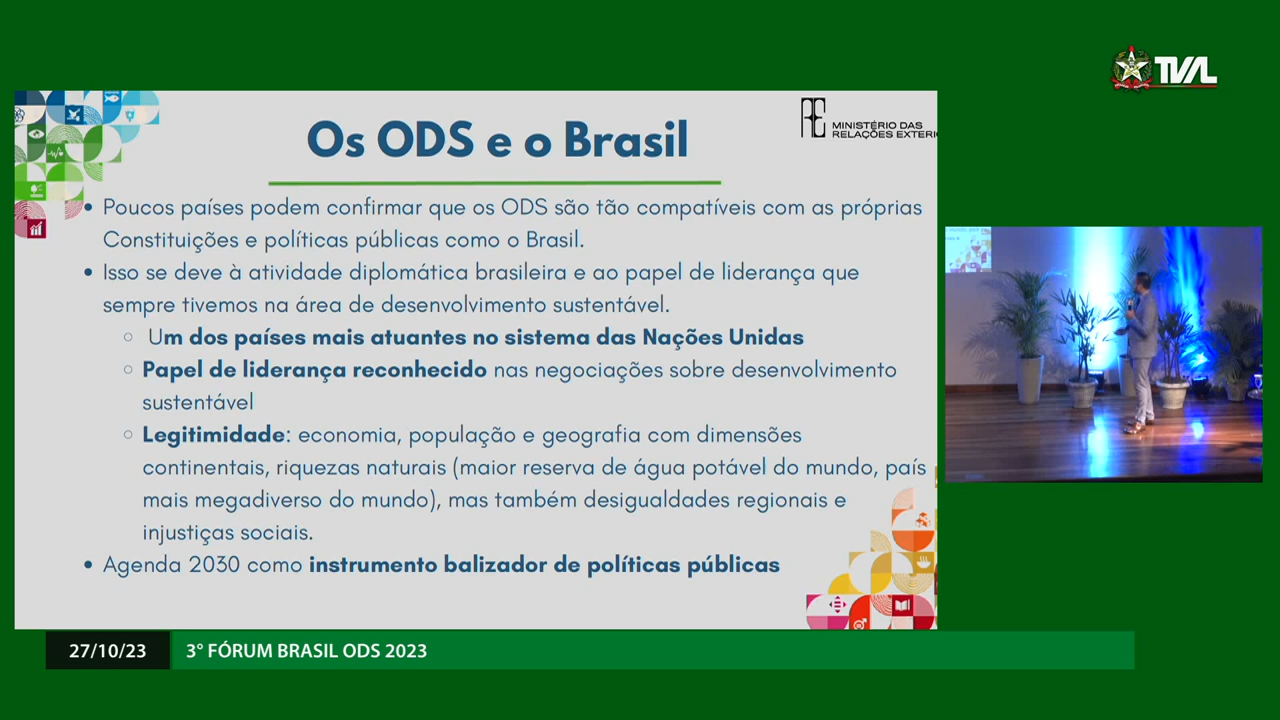 TVAL
Os ODS e o Brasil
MINISTÉRIO DAS
RELAÇÕES EXTERIO
• Poucos países podem confirmar que os ODS são tão compatíveis com as próprias
Constituições e políticas públicas como o Brasil.
• Isso se deve à atividade diplomática brasileira e ao papel de liderança que
sempre tivemos na área de desenvolvimento sustentável.
◦ Um dos países mais atuantes no sistema das Nações Unidas
◦ Papel de liderança reconhecido nas negociações sobre desenvolvimento
sustentável
◦ Legitimidade: economia, população e geografia com dimensões
continentais, riquezas naturais (maior reserva de água potável do mundo, país
mais megadiverso do mundo), mas também desigualdades regionais e
injustiças sociais.
• Agenda 2030 como instrumento balizador de políticas públicas
27/10/23
3° FÓRUM BRASIL ODS 2023